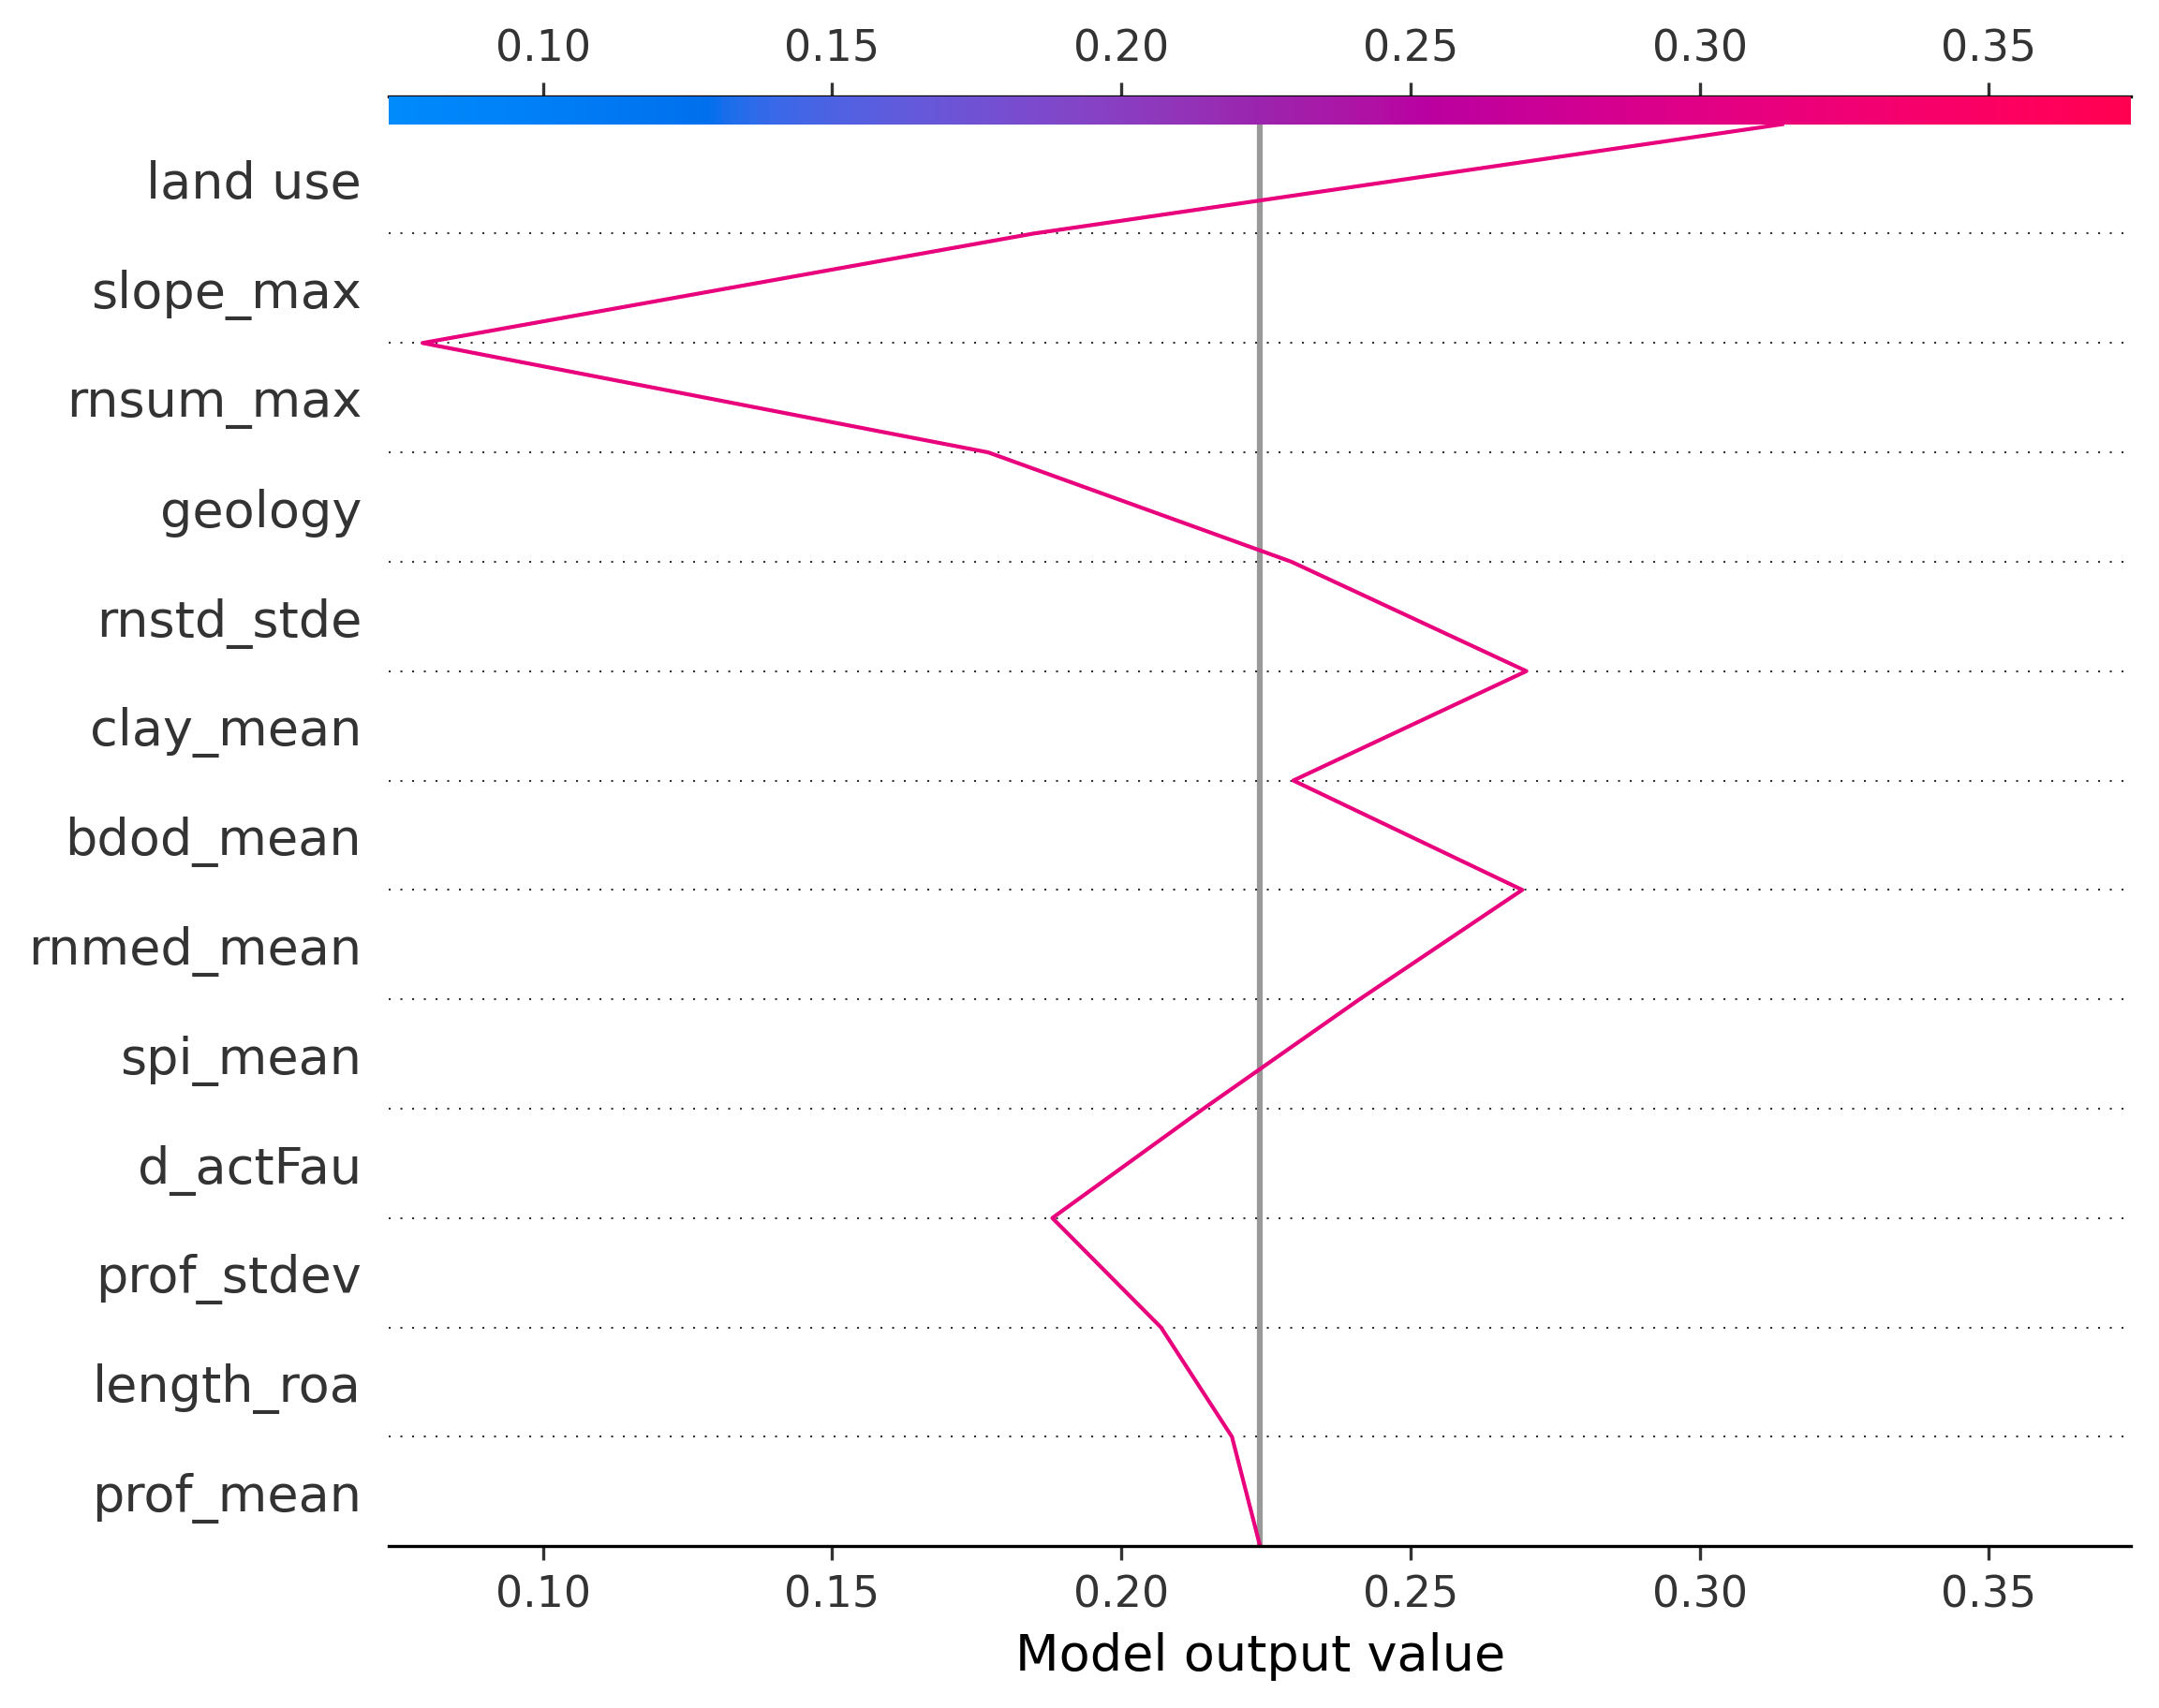 0.10 0.15 0.20 0.25 0.30 0.35
land use
slope_max
rnsum_max
geology
rnstd_stde
clay_mean
bdod_mean
rnmed_mean
spi_mean
d_actFau
prof_stdev
length_roa
prof_mean
0.10 0.15 0.20 0.25 0.30 0.35
Model output value